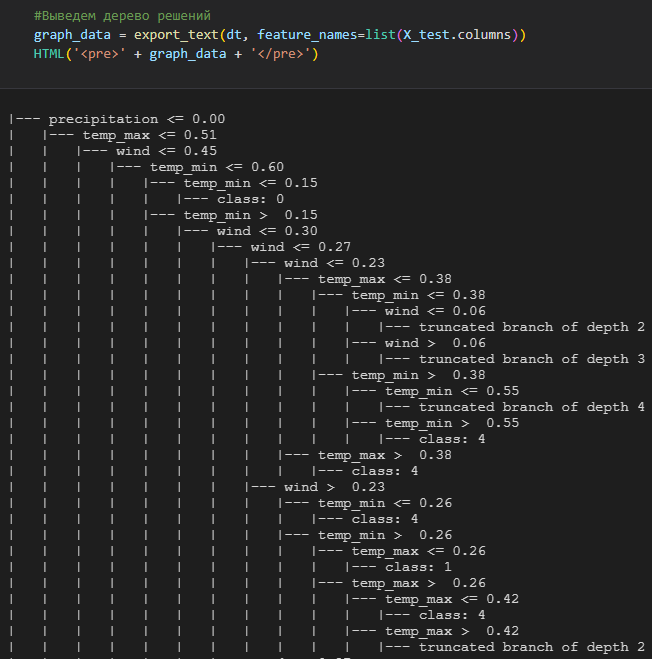 #Выведем дерево решений
graph_data = export_text(dt, feature_names=list(X_test.columns))
HTML('<pre>' + graph_data + '</pre>')
|--- precipitation <= 0.00
|   |--- temp_max <= 0.51
|   |   |--- wind <= 0.45
|   |   |   |--- temp_min <= 0.60
|   |   |   |   |--- temp_min <= 0.15
|   |   |   |   |   |--- class: 0
|   |   |   |   |--- temp_min >  0.15
|   |   |   |   |   |--- wind <= 0.30
|   |   |   |   |   |   |--- wind <= 0.27
|   |   |   |   |   |   |   |--- wind <= 0.23
|   |   |   |   |   |   |   |   |--- temp_max <= 0.38
|   |   |   |   |   |   |   |   |   |--- temp_min <= 0.38
|   |   |   |   |   |   |   |   |   |   |--- wind <= 0.06
|   |   |   |   |   |   |   |   |   |   |   |--- truncated branch of depth 2
|   |   |   |   |   |   |   |   |   |   |--- wind >  0.06
|   |   |   |   |   |   |   |   |   |   |   |--- truncated branch of depth 3
|   |   |   |   |   |   |   |   |   |--- temp_min >  0.38
|   |   |   |   |   |   |   |   |   |   |--- temp_min <= 0.55
|   |   |   |   |   |   |   |   |   |   |   |--- truncated branch of depth 4
|   |   |   |   |   |   |   |   |   |   |--- temp_min >  0.55
|   |   |   |   |   |   |   |   |   |   |   |--- class: 4
|   |   |   |   |   |   |   |   |--- temp_max >  0.38
|   |   |   |   |   |   |   |   |   |--- class: 4
|   |   |   |   |   |   |   |--- wind >  0.23
|   |   |   |   |   |   |   |   |--- temp_min <= 0.26
|   |   |   |   |   |   |   |   |   |--- class: 4
|   |   |   |   |   |   |   |   |--- temp_min >  0.26
|   |   |   |   |   |   |   |   |   |--- temp_max <= 0.26
|   |   |   |   |   |   |   |   |   |   |--- class: 1
|   |   |   |   |   |   |   |   |   |--- temp_max >  0.26
|   |   |   |   |   |   |   |   |   |   |--- temp_max <= 0.42
|   |   |   |   |   |   |   |   |   |   |   |--- class: 4
|   |   |   |   |   |   |   |   |   |   |--- temp_max >  0.42
|   |   |   |   |   |   |   |   |   |   |   |--- truncated branch of depth 2